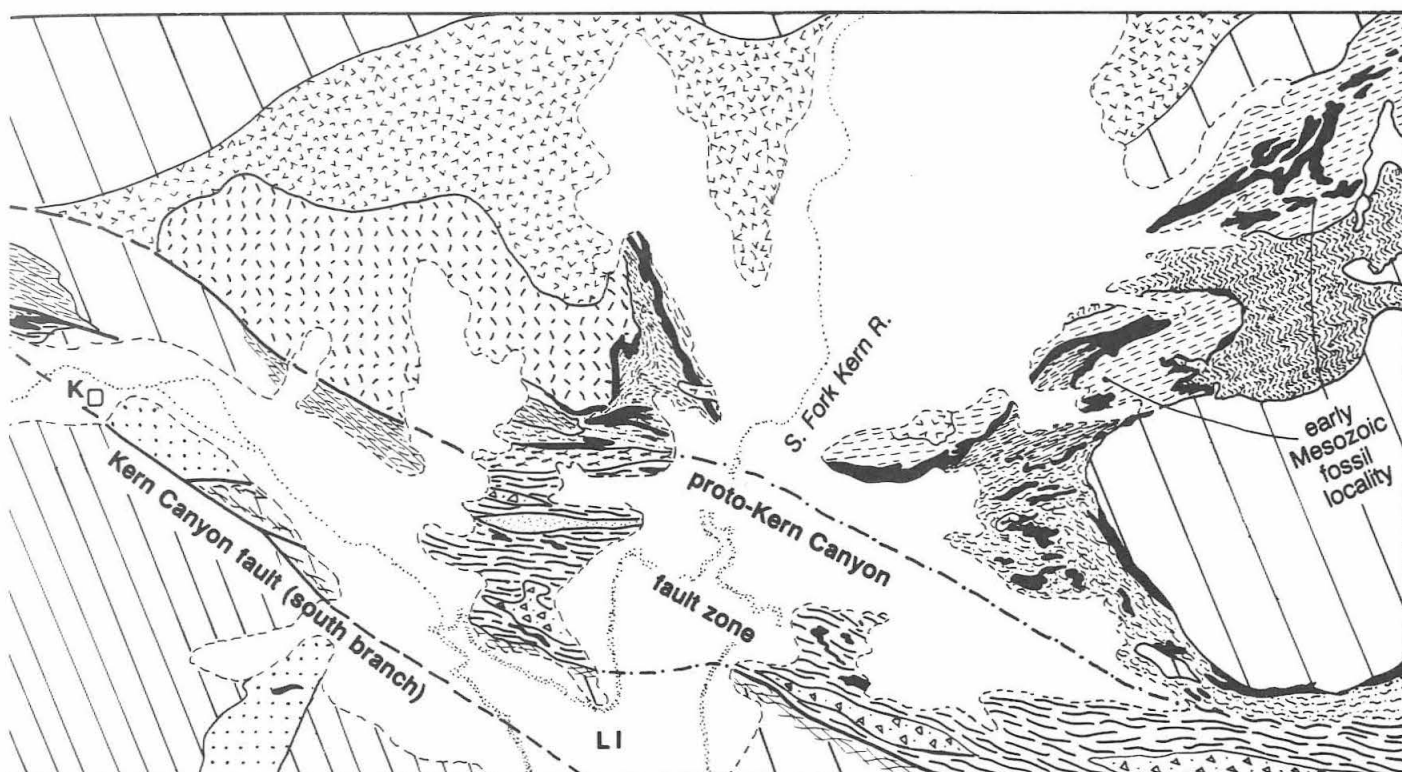 S. Fork Kern R.
K
early
Mesozoic
fossil
locality
Kern Canyon fault (south branch)
proto-Kern Canyon
fault zone
LI